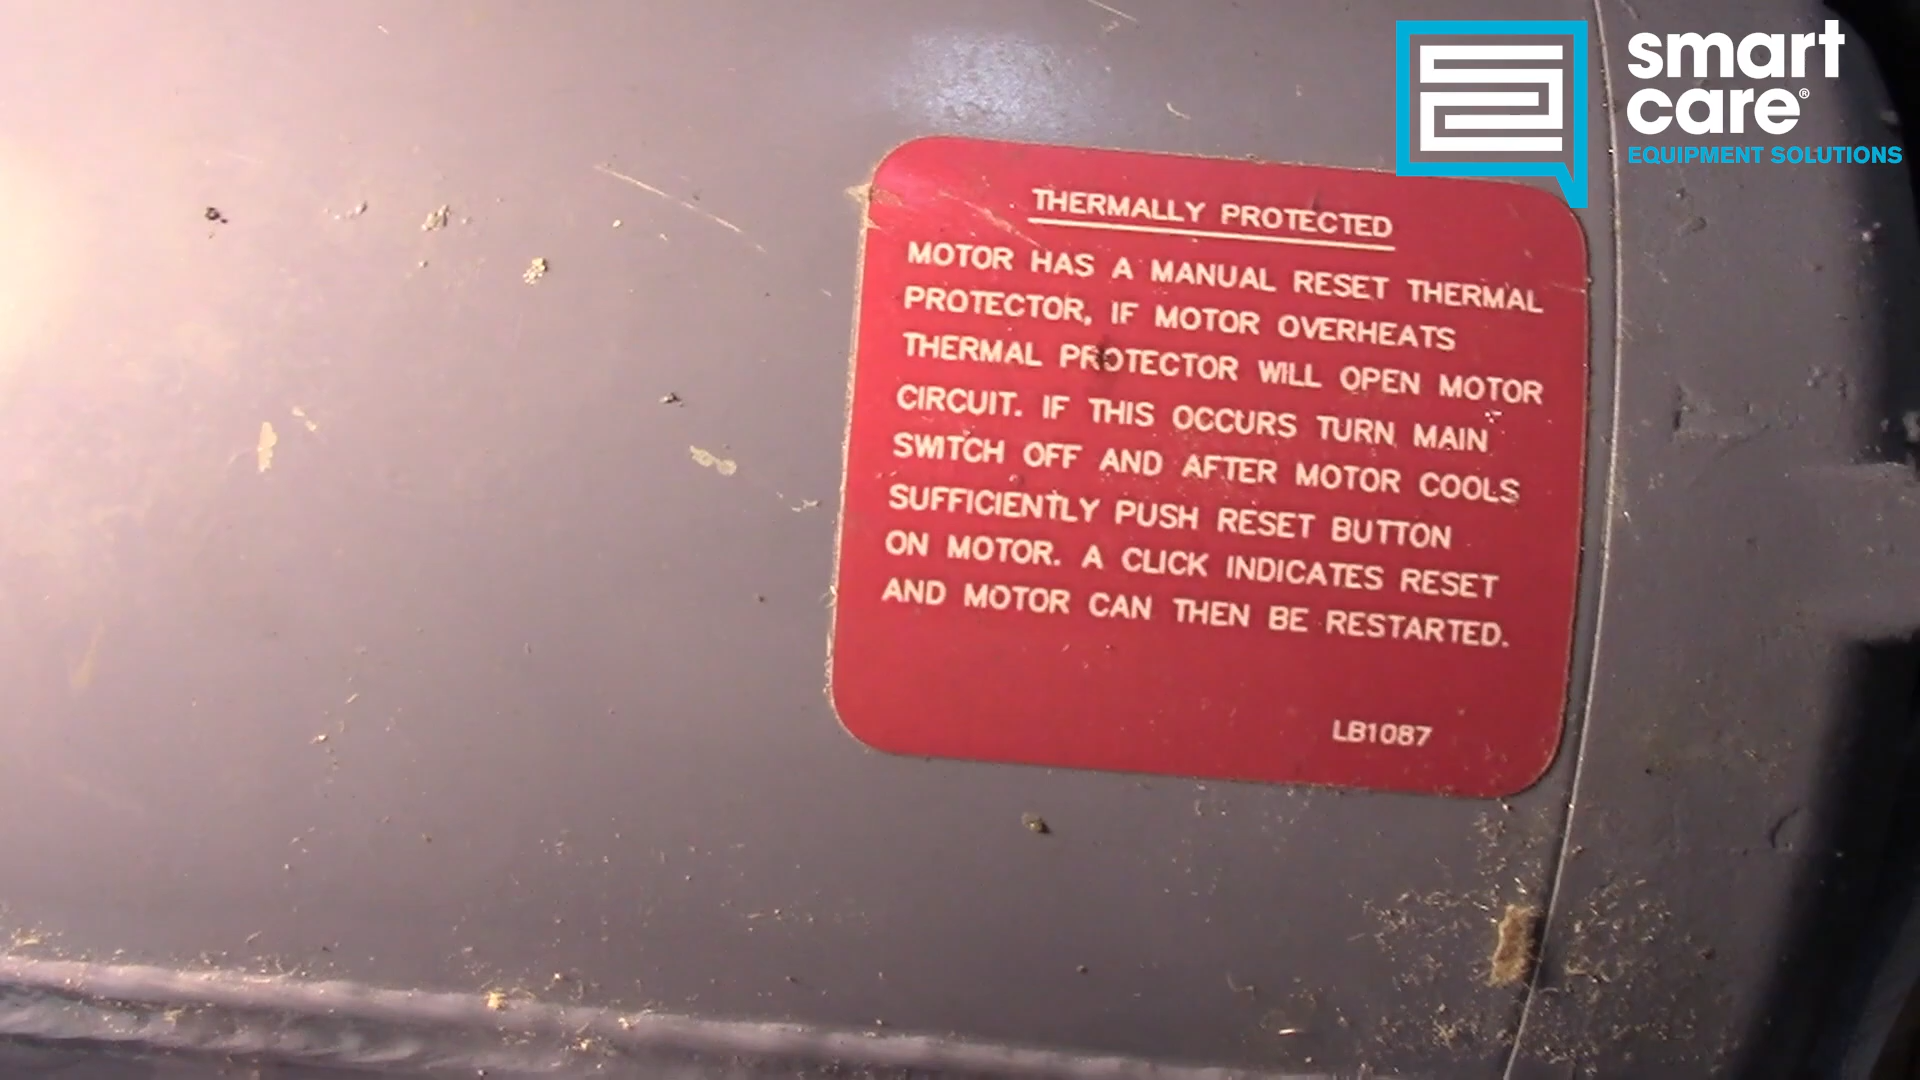 smart
care®
EQUIPMENT SOLUTIONS
THERMALLY PROTECTED
MOTOR HAS A MANUAL RESET THERMAL
PROTECTOR, IF MOTOR OVERHEATS
THERMAL PROTECTOR WILL OPEN MOTOR
CIRCUIT. IF THIS OCCURS TURN MAIN
SWITCH OFF AND AFTER MOTOR COOLS
SUFFICIENTLY PUSH RESET BUTTON
ON MOTOR. A CLICK INDICATES RESET
AND MOTOR CAN THEN BE RESTARTED.
LB1087